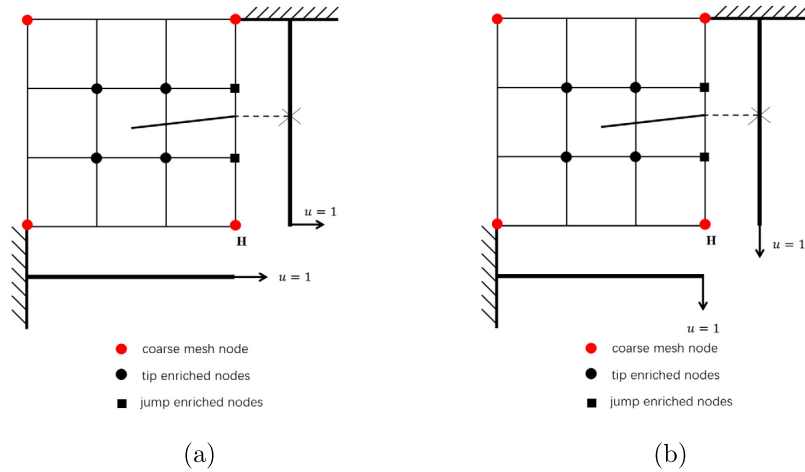 u = 1
H
u = 1
coarse mesh node
tip enriched nodes
jump enriched nodes
(a)
u = 1
H
u = 1
coarse mesh node
tip enriched nodes
jump enriched nodes
(b)